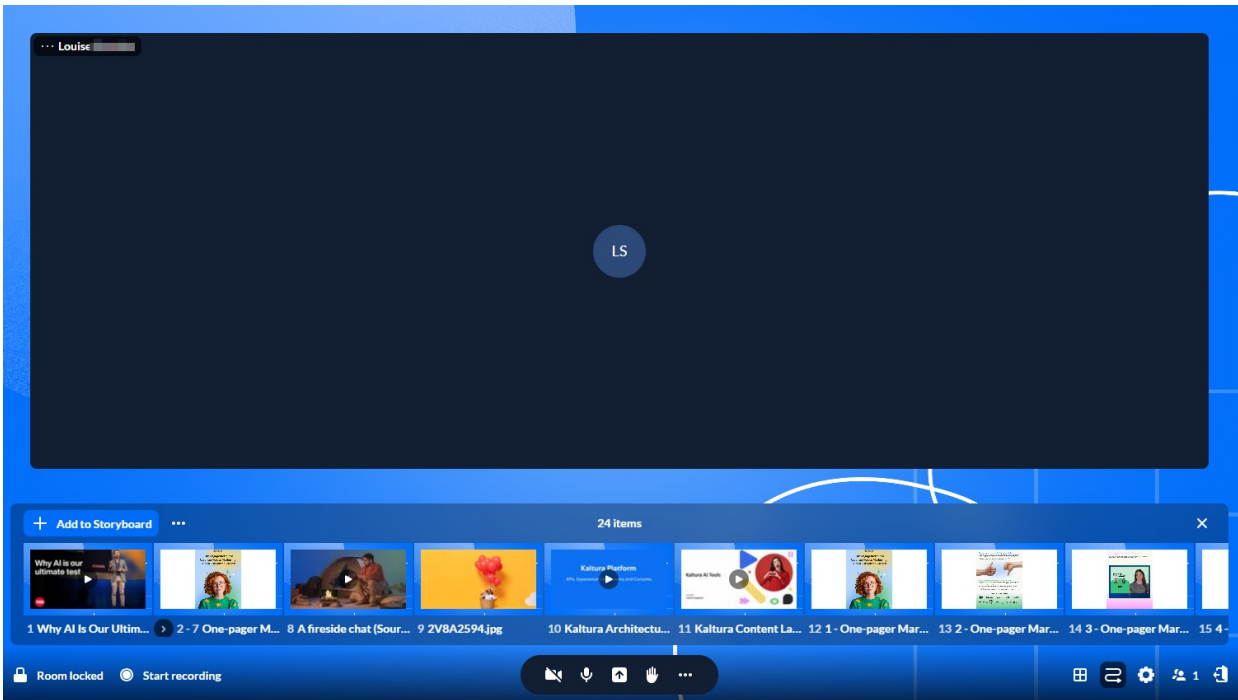 ··· Louise
LS
+ Add to Storyboard ···
24 items
Why AI is our
ultimate test
Kaltura Platform
Kaltura AI Tools
1 Why AI Is Our Ultim...
2 - 7 One-pager M...
8 A fireside chat (Sour...
9 2V8A2594.jpg
10 Kaltura Architectu...
11 Kaltura Content La...
12 1 - One-pager Mar...
13 2 - One-pager Mar...
14 3 - One-pager Mar...
15 4 -
Room locked
Start recording
1